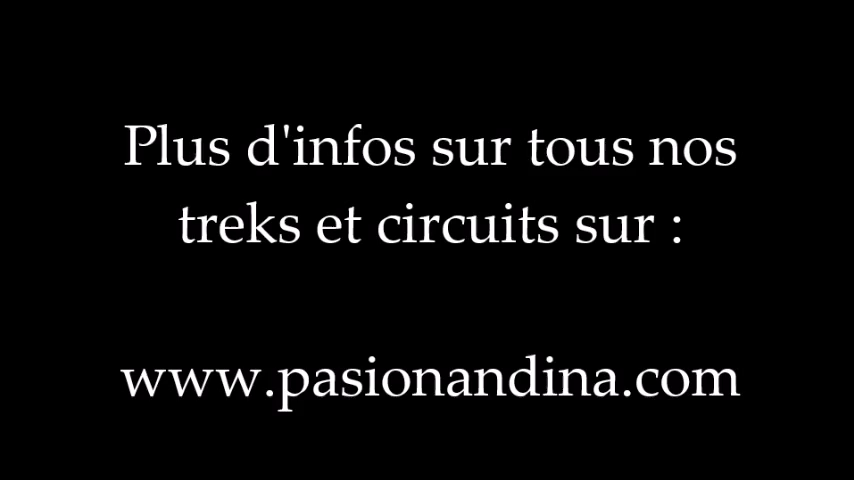 Plus d'infos sur tous nos
treks et circuits sur :
www.pasionandina.com